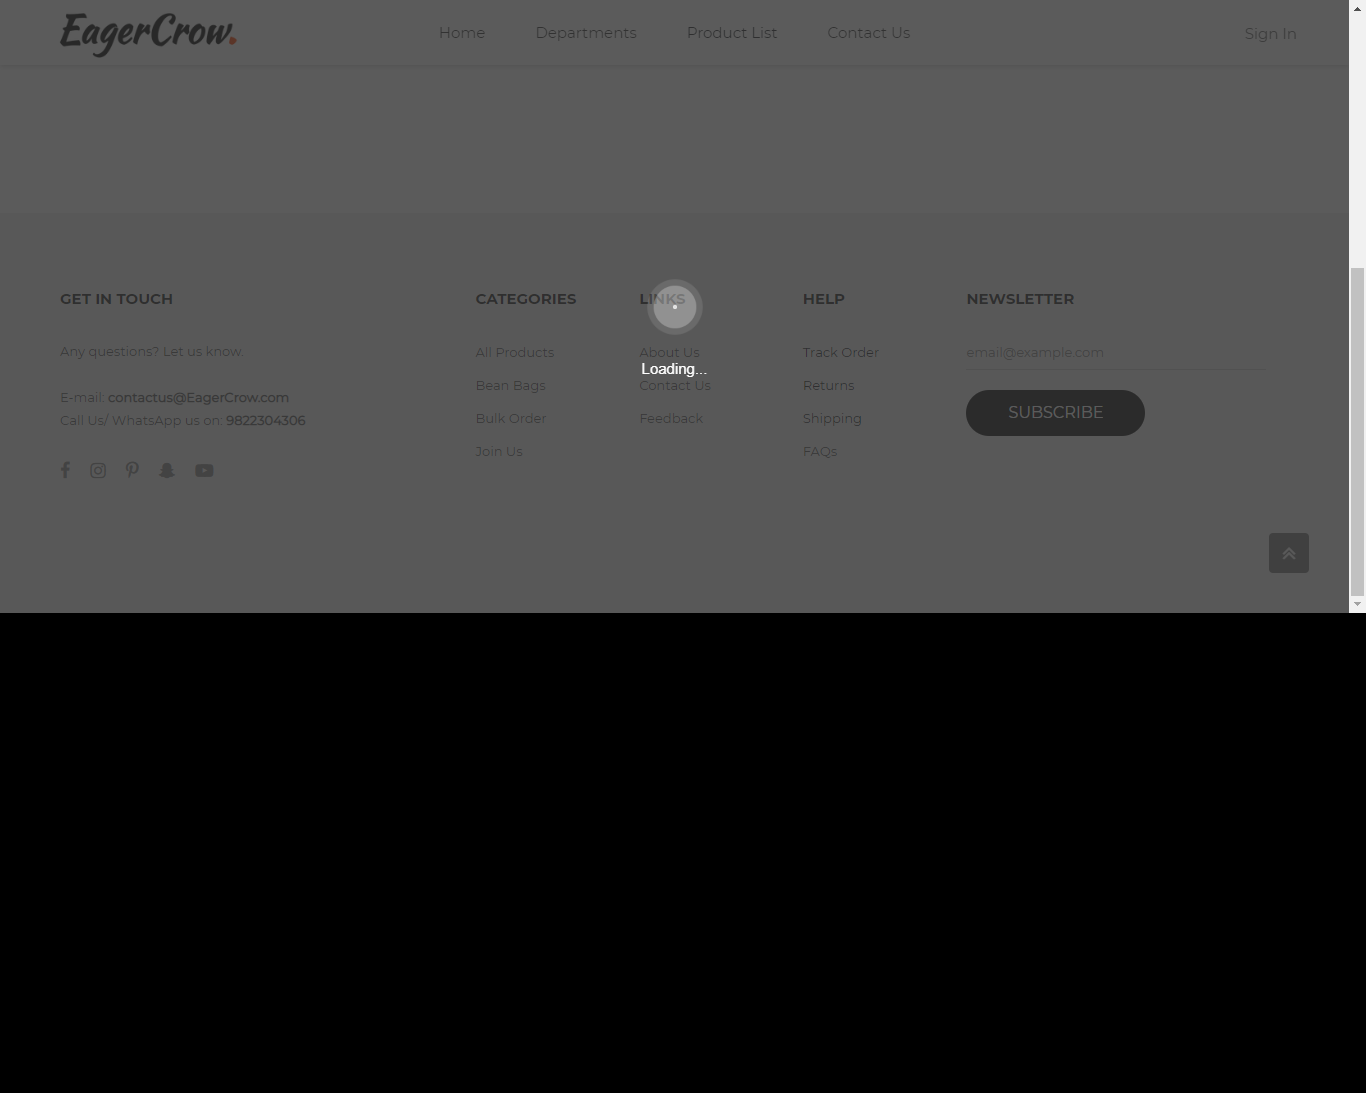 EagerCrow.
Home Departments Product List Contact Us
Sign In
GET IN TOUCH
Any questions? Let us know.
E-mail: contactus@EagerCrow.com
Call Us/ WhatsApp us on: 9822304306
CATEGORIES
All Products
Bean Bags
Bulk Order
Join Us
LINKS
About Us
Loading...
Contact Us
Feedback
HELP
Track Order
Returns
Shipping
FAQs
NEWSLETTER
email@example.com
SUBSCRIBE